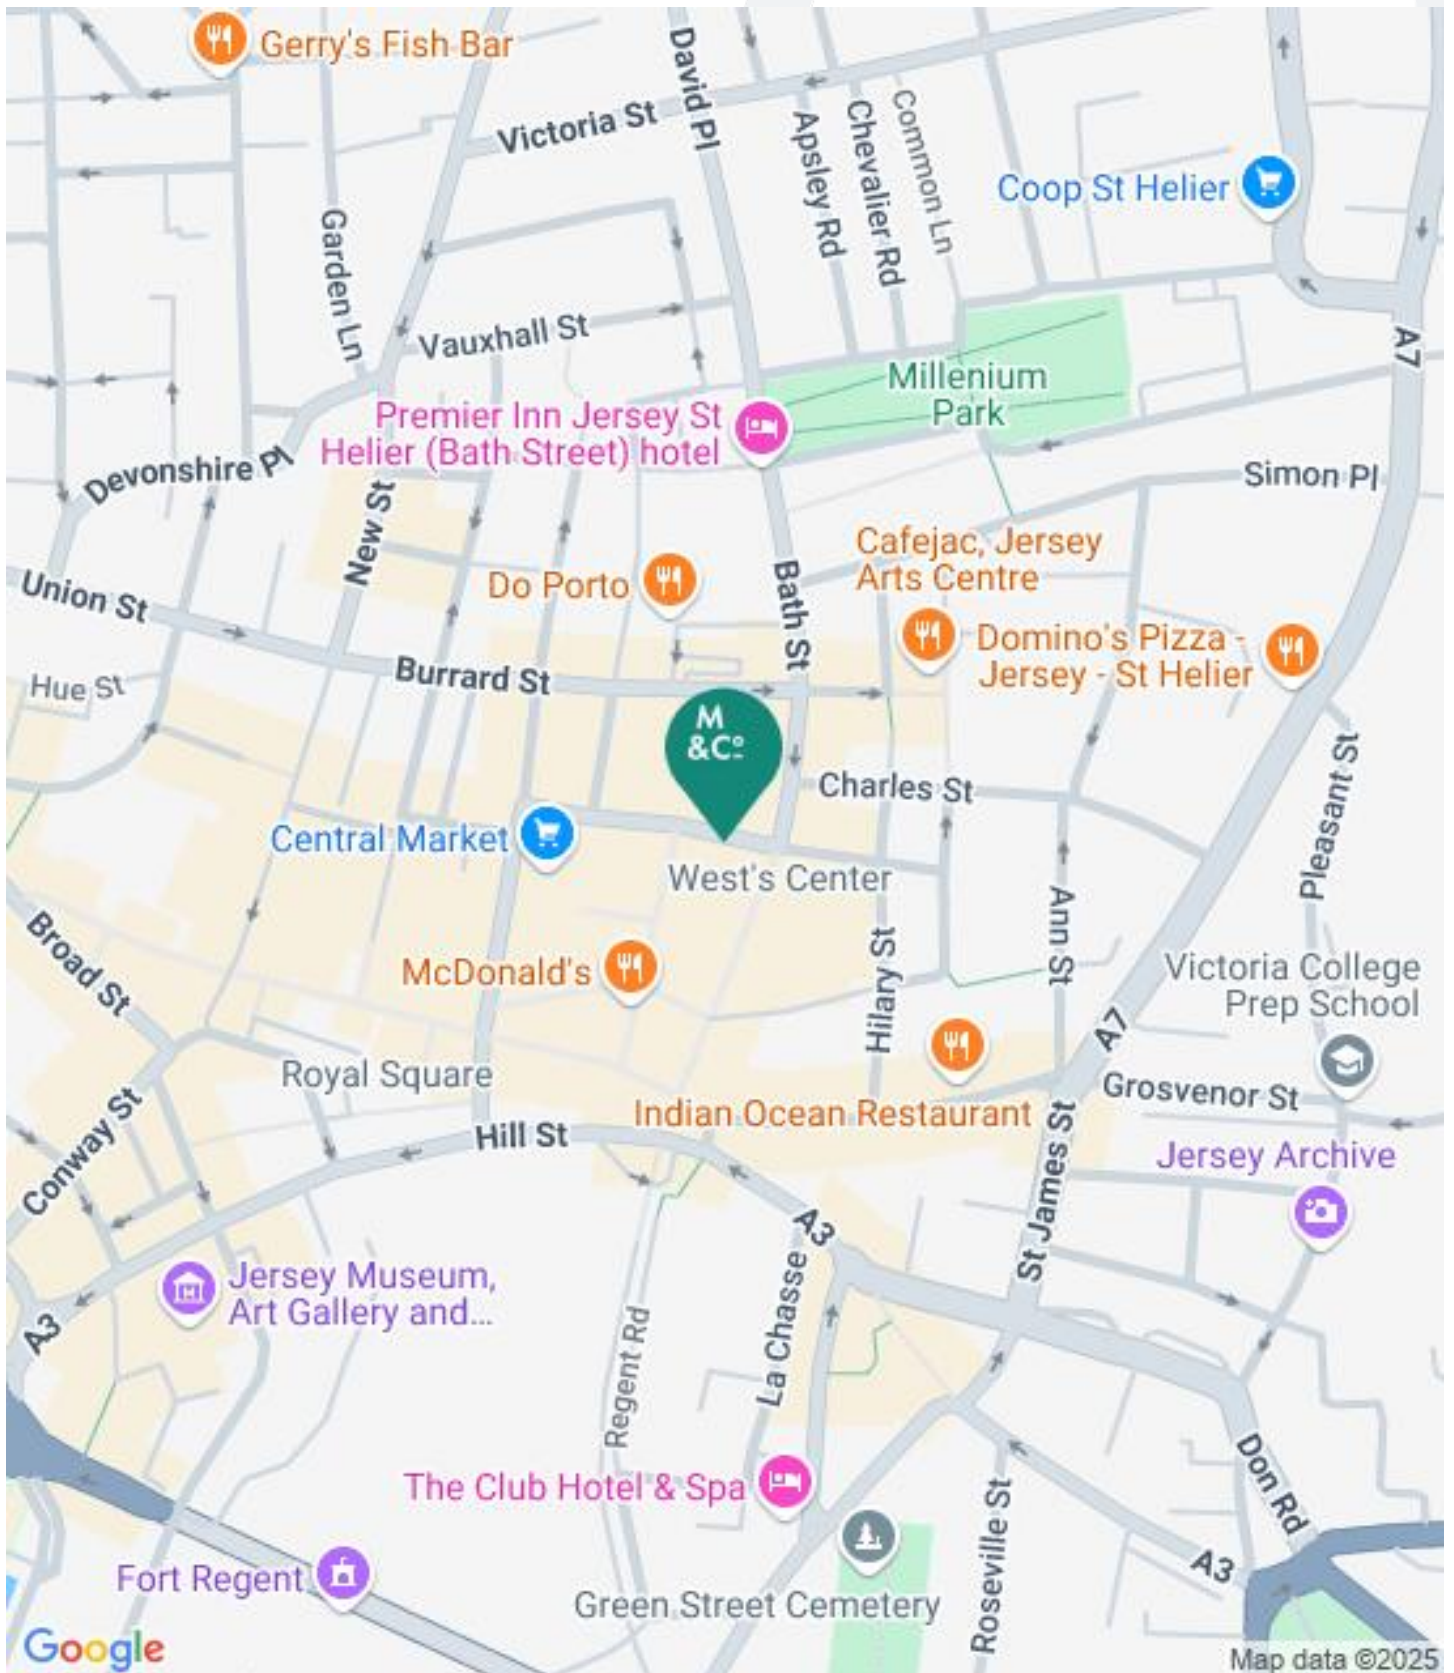 Gerry's Fish Bar
David Pl
Victoria St
Apsley Rd
Chevalier Rd
Common Ln
Coop St Helier
Garden Ln
Vauxhall St
A7
Millenium
Park
Premier Inn Jersey St
Helier (Bath Street) hotel
Devonshire Pl
Simon Pl
New St
Cafejac, Jersey
Arts Centre
Do Porto
Bath St
Union St
Domino's Pizza -
Jersey - St Helier
Burrard St
Hue St
M
&Co
Charles St
Pleasant St
Central Market
West's Center
Ann St
Broad St
McDonald's
Hilary St
Victoria College
Prep School
A7
Royal Square
Grosvenor St
Indian Ocean Restaurant
Hill St
Conway St
St James St
Jersey Archive
A3
Jersey Museum,
Art Gallery and...
La Chasse
A3
Regent Rd
The Club Hotel & Spa
Don Rd
Roseville St
Fort Regent
A3
Green Street Cemetery
Google
Map data ©2025